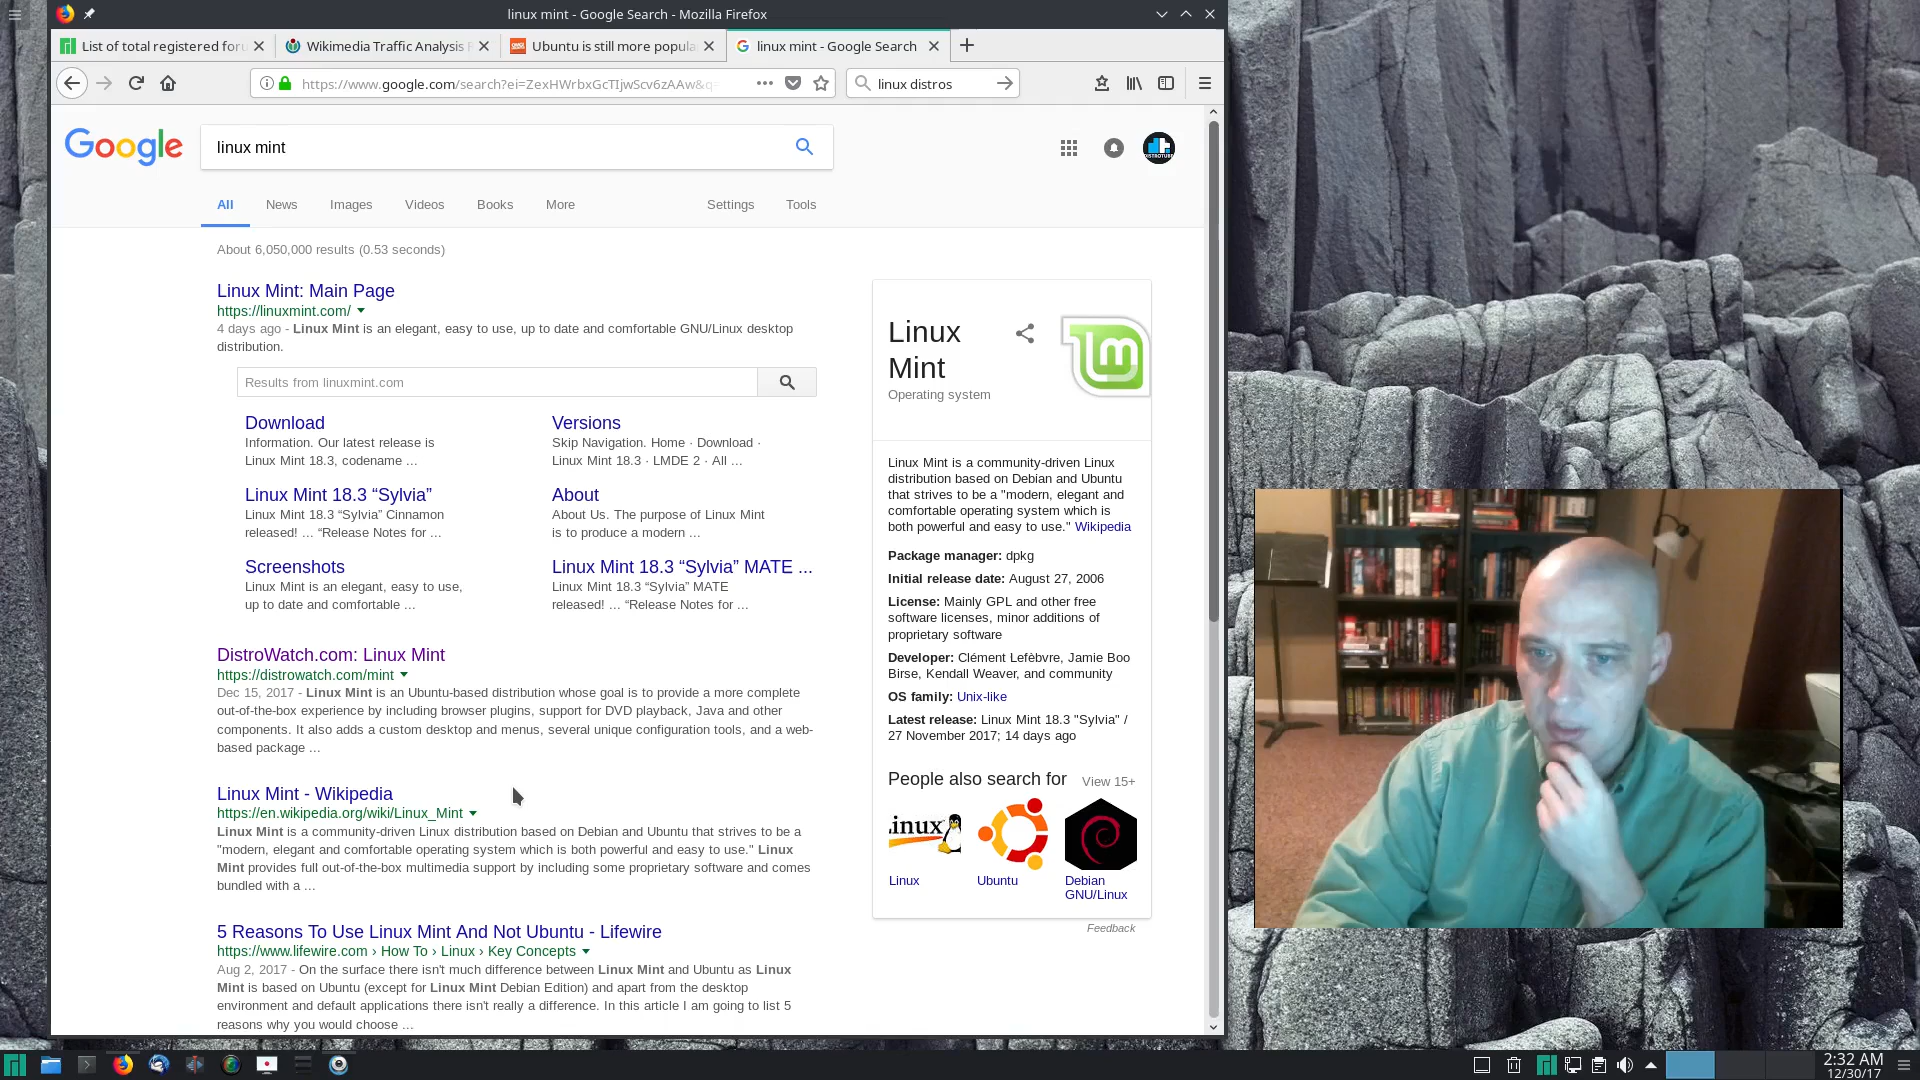 linux mint - Google Search - Mozilla Firefox
List of total registered foru
Wikimedia Traffic Analysis R
Ubuntu is still more popula
linux mint - Google Search
https://www.google.com/search?ei=ZexHWrbxGcTIjwScv6zAAw&q=
linux distros
Google
linux mint
All
News
Images
Videos
Books
More
Settings
Tools
About 6,050,000 results (0.53 seconds)
Linux Mint: Main Page
https://linuxmint.com/
4 days ago - Linux Mint is an elegant, easy to use, up to date and comfortable GNU/Linux desktop
distribution.
Results from linuxmint.com
Download
Information. Our latest release is
Linux Mint 18.3, codename ...
Versions
Skip Navigation. Home · Download ·
Linux Mint 18.3 · LMDE 2 · All ...
Linux Mint 18.3 “Sylvia”
Linux Mint 18.3 “Sylvia” Cinnamon
released! ... “Release Notes for ...
About
About Us. The purpose of Linux Mint
is to produce a modern ...
Screenshots
Linux Mint is an elegant, easy to use,
up to date and comfortable ...
Linux Mint 18.3 “Sylvia” MATE ...
Linux Mint 18.3 “Sylvia” MATE
released! ... “Release Notes for ...
DistroWatch.com: Linux Mint
https://distrowatch.com/mint
Dec 15, 2017 - Linux Mint is an Ubuntu-based distribution whose goal is to provide a more complete
out-of-the-box experience by including browser plugins, support for DVD playback, Java and other
components. It also adds a custom desktop and menus, several unique configuration tools, and a web-
based package ...
Linux Mint - Wikipedia
https://en.wikipedia.org/wiki/Linux_Mint
Linux Mint is a community-driven Linux distribution based on Debian and Ubuntu that strives to be a
"modern, elegant and comfortable operating system which is both powerful and easy to use." Linux
Mint provides full out-of-the-box multimedia support by including some proprietary software and comes
bundled with a ...
5 Reasons To Use Linux Mint And Not Ubuntu - Lifewire
https://www.lifewire.com › How To › Linux › Key Concepts
Aug 2, 2017 - On the surface there isn't much difference between Linux Mint and Ubuntu as Linux
Mint is based on Ubuntu (except for Linux Mint Debian Edition) and apart from the desktop
environment and default applications there isn't really a difference. In this article I am going to list 5
reasons why you would choose ...
Linux
Mint
Operating system
Linux Mint is a community-driven Linux
distribution based on Debian and Ubuntu
that strives to be a "modern, elegant and
comfortable operating system which is
both powerful and easy to use." Wikipedia
Package manager: dpkg
Initial release date: August 27, 2006
License: Mainly GPL and other free
software licenses, minor additions of
proprietary software
Developer: Clément Lefèbvre, Jamie Boo
Birse, Kendall Weaver, and community
OS family: Unix-like
Latest release: Linux Mint 18.3 "Sylvia" /
27 November 2017; 14 days ago
People also search for
View 15+
Linux
Ubuntu
Debian
GNU/Linux
Feedback
2:32 AM
12/30/17